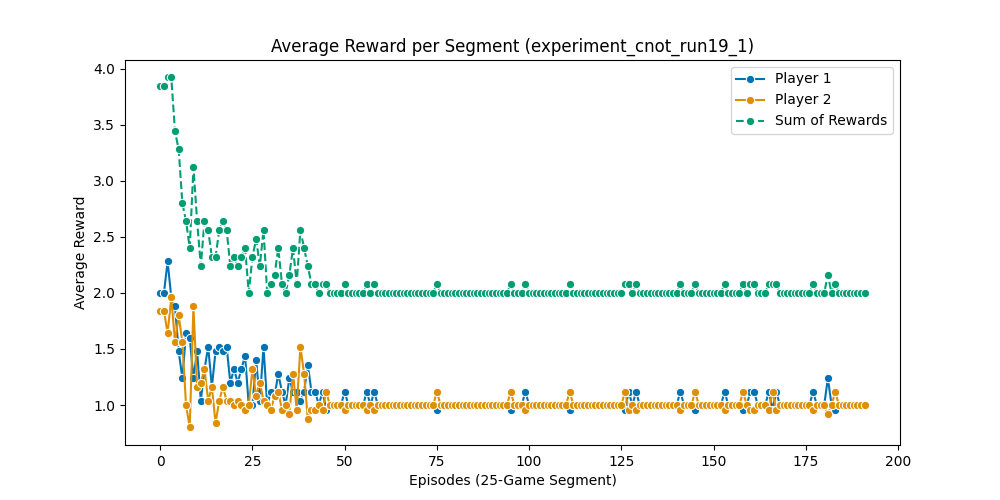 Average Reward per Segment (experiment_cnot_run19_1)
Player 1
Player 2
Sum of Rewards
Average Reward
4.0
3.5
3.0
2.5
2.0
1.5
1.0
0 25 50 75 100 125 150 175 200
Episodes (25-Game Segment)